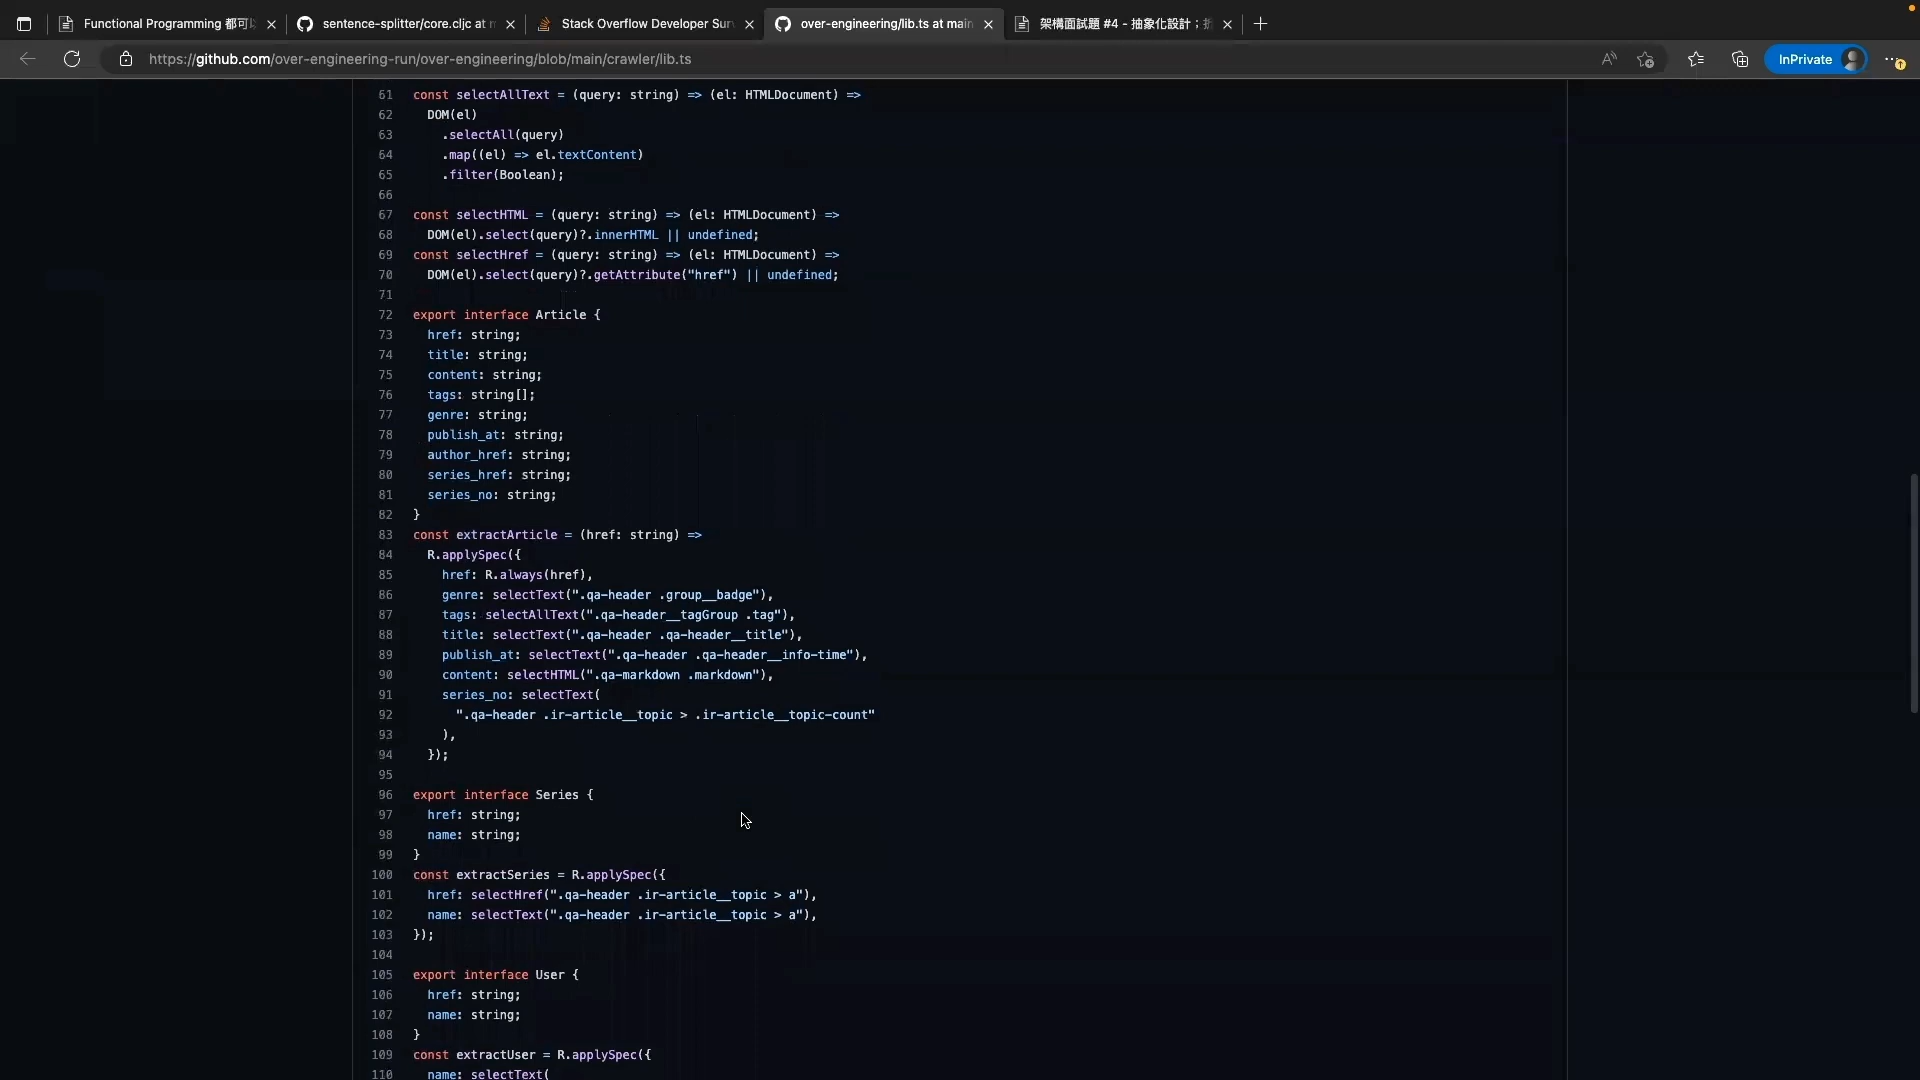 Functional Programming 都可
sentence-splitter/core.cljc at m
Stack Overflow Developer Sur
over-engineering/lib.ts at main
架構面試題 #4 - 抽象化設計；折
https://github.com/over-engineering-run/over-engineering/blob/main/crawler/lib.ts
InPrivate
61 const selectAllText = (query: string) => (el: HTMLDocument) =>
62 DOM(el)
63 .selectAll(query)
64 .map((el) => el.textContent)
65 .filter(Boolean);
66
67 const selectHTML = (query: string) => (el: HTMLDocument) =>
68 DOM(el).select(query)?.innerHTML || undefined;
69 const selectHref = (query: string) => (el: HTMLDocument) =>
70 DOM(el).select(query)?.getAttribute("href") || undefined;
71
72 export interface Article {
73 href: string;
74 title: string;
75 content: string;
76 tags: string[];
77 genre: string;
78 publish_at: string;
79 author_href: string;
80 series_href: string;
81 series_no: string;
82 }
83 const extractArticle = (href: string) =>
84 R.applySpec({
85 href: R.always(href),
86 genre: selectText(".qa-header .group__badge"),
87 tags: selectAllText(".qa-header__tagGroup .tag"),
88 title: selectText(".qa-header .qa-header__title"),
89 publish_at: selectText(".qa-header .qa-header__info-time"),
90 content: selectHTML(".qa-markdown .markdown"),
91 series_no: selectText(
92 ".qa-header .ir-article__topic > .ir-article__topic-count"
93 ),
94 });
95
96 export interface Series {
97 href: string;
98 name: string;
99 }
100 const extractSeries = R.applySpec({
101 href: selectHref(".qa-header .ir-article__topic > a"),
102 name: selectText(".qa-header .ir-article__topic > a"),
103 });
104
105 export interface User {
106 href: string;
107 name: string;
108 }
109 const extractUser = R.applySpec({
110 name: selectText(